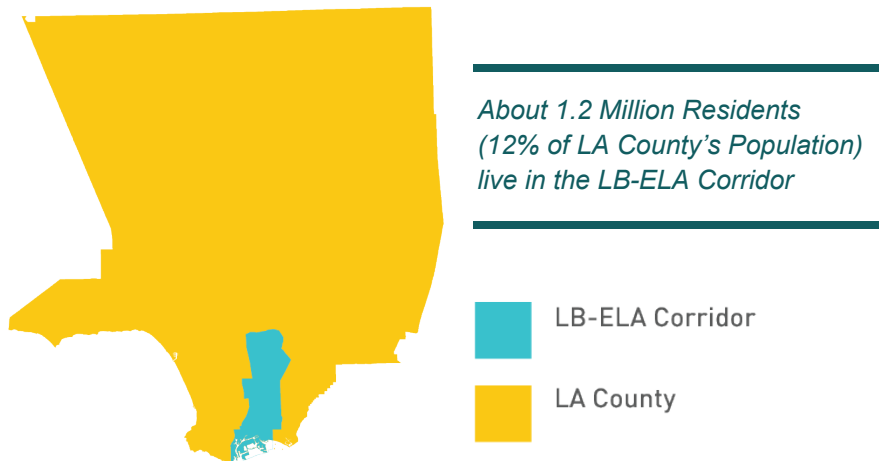 About 1.2 Million Residents
(12% of LA County's Population)
live in the LB-ELA Corridor
LB-ELA Corridor
LA County